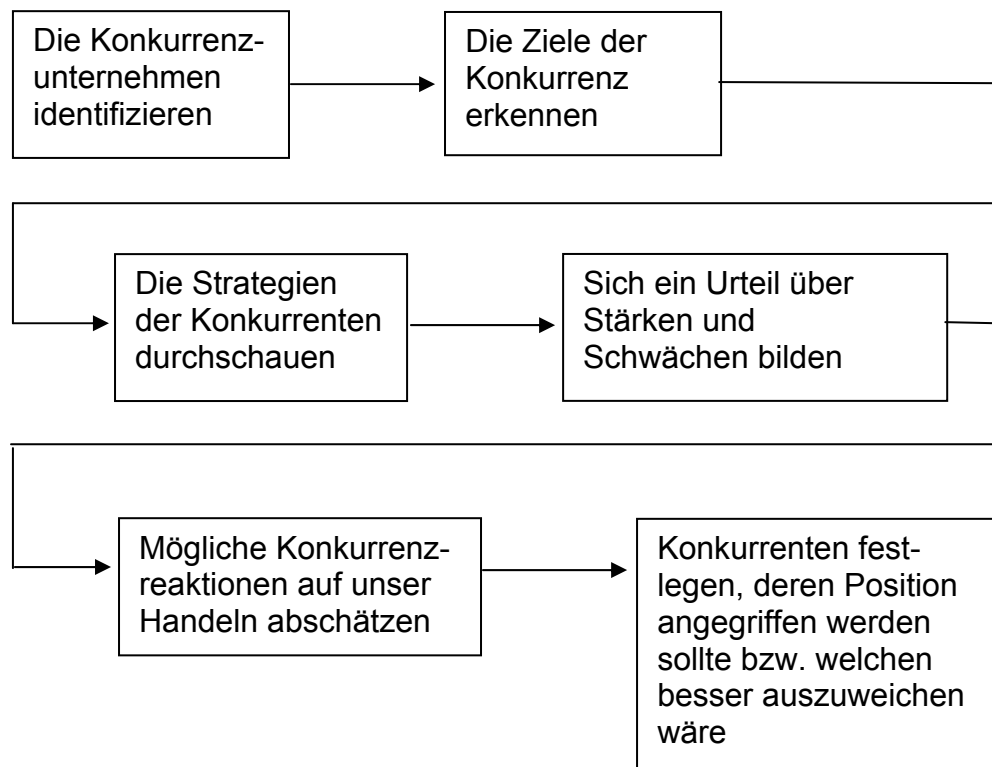 Die Konkurrenz-
unternehmen
identifizieren
Die Ziele der
Konkurrenz
erkennen
Die Strategien
der Konkurrenten
durchschauen
Sich ein Urteil über
Stärken und
Schwächen bilden
Mögliche Konkurrenz-
reaktionen auf unser
Handeln abschätzen
Konkurrenten fest-
legen, deren Position
angegriffen werden
sollte bzw. welchen
besser auszuweichen
wäre